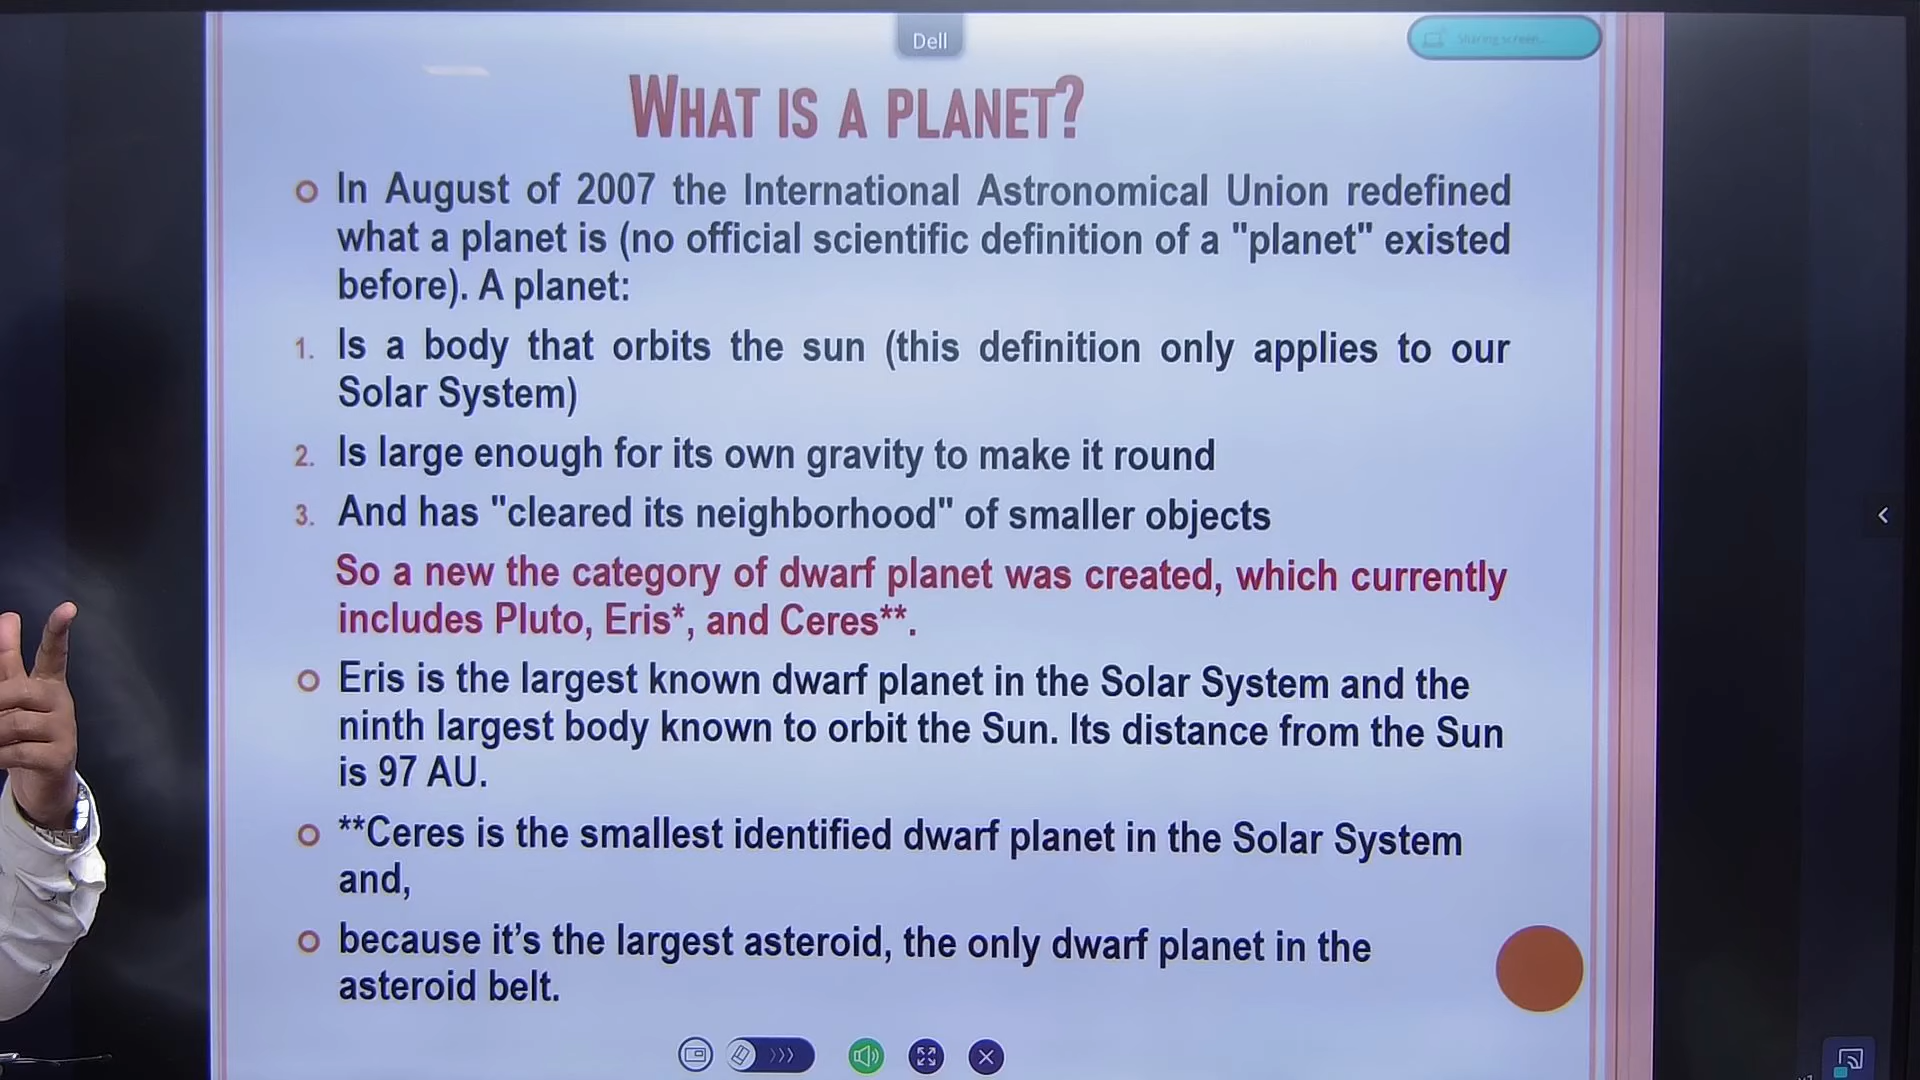 Dell
Sharing screen...
WHAT IS A PLANET?
In August of 2007 the International Astronomical Union redefined
what a planet is (no official scientific definition of a "planet" existed
before). A planet:
1. Is a body that orbits the sun (this definition only applies to our
Solar System)
2. Is large enough for its own gravity to make it round
3. And has "cleared its neighborhood" of smaller objects
So a new the category of dwarf planet was created, which currently
includes Pluto, Eris*, and Ceres**.
Eris is the largest known dwarf planet in the Solar System and the
ninth largest body known to orbit the Sun. Its distance from the Sun
is 97 AU.
**Ceres is the smallest identified dwarf planet in the Solar System
and,
because it’s the largest asteroid, the only dwarf planet in the
asteroid belt.